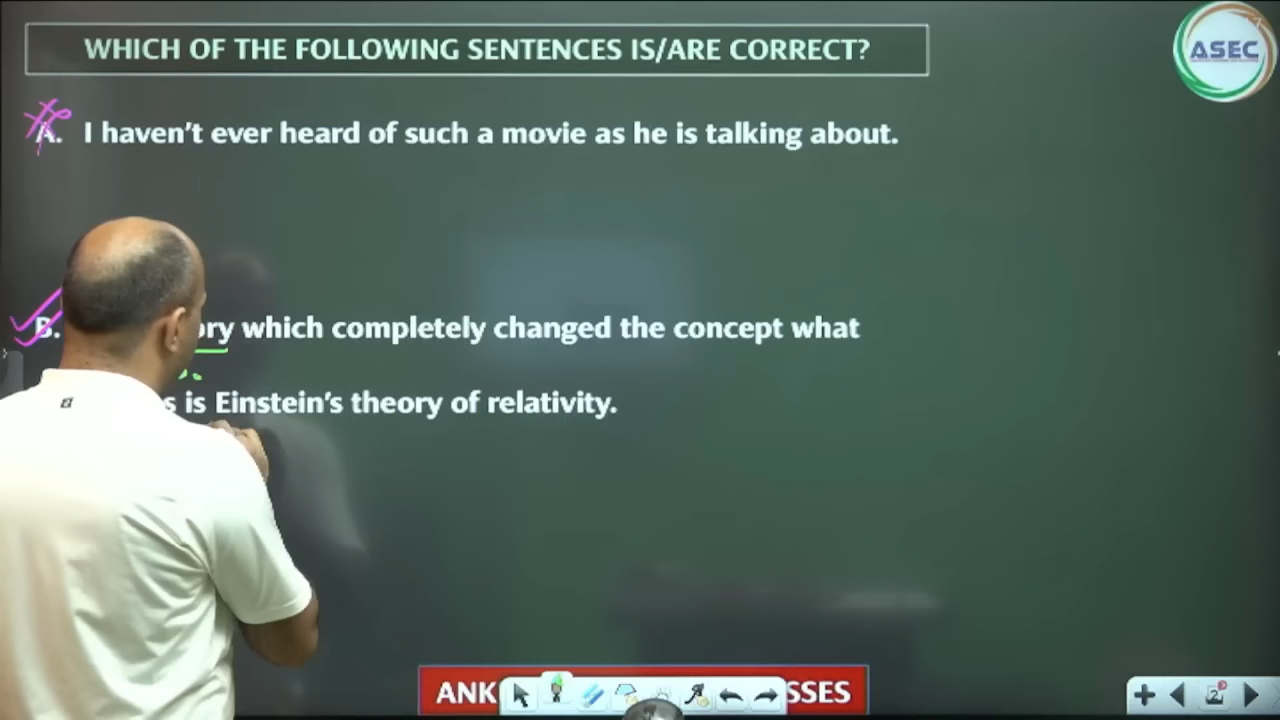 WHICH OF THE FOLLOWING SENTENCES IS/ARE CORRECT?
ASEC
A. I haven't ever heard of such a movie as he is talking about.
B. ory which completely changed the concept what
s is Einstein's theory of relativity.
ANK SSES
2